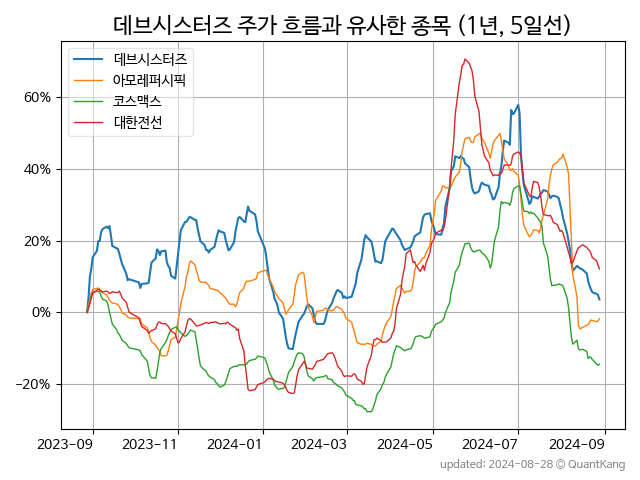 데브시스터즈 주가 흐름과 유사한 종목 (1년, 5일선)
데브시스터즈
아모레퍼시픽
코스맥스
대한전선
60%
40%
20%
0%
−20%
2023-09 2023-11 2024-01 2024-03 2024-05 2024-07 2024-09
updated: 2024-08-28 © QuantKang